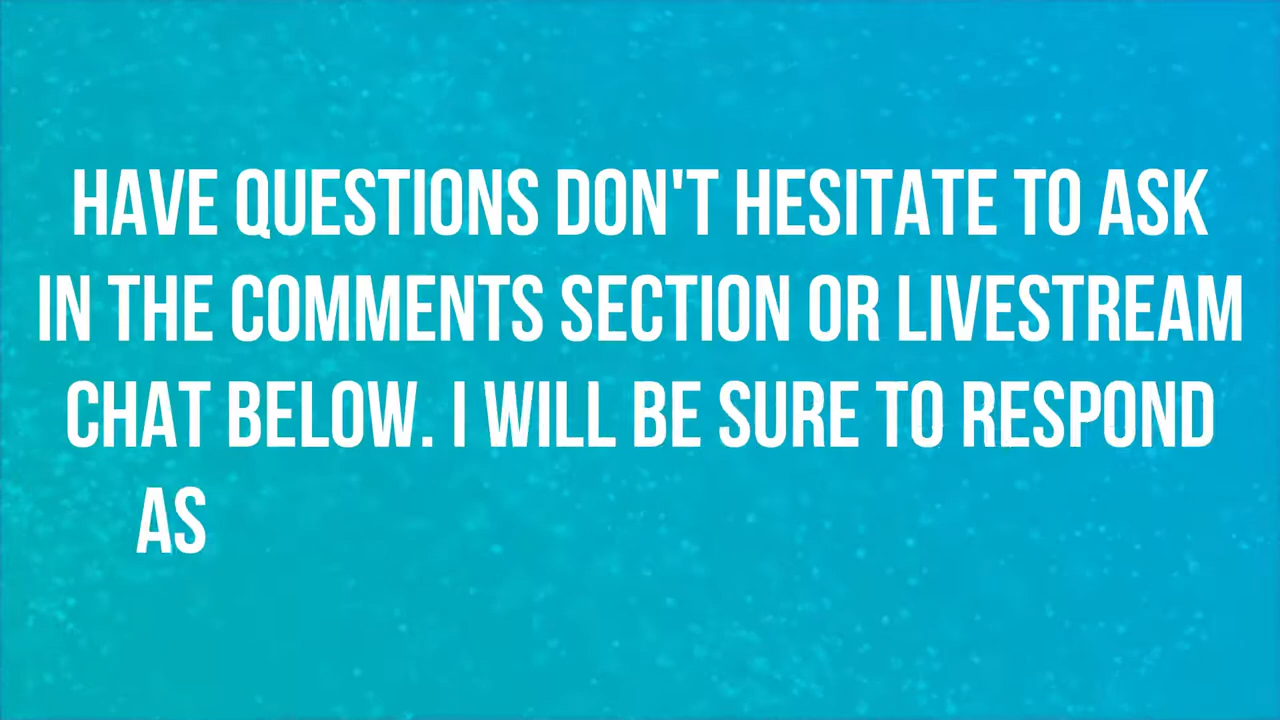 HAVE QUESTIONS DON'T HESITATE TO ASK
IN THE COMMENTS SECTION OR LIVESTREAM
CHAT BELOW. I WILL BE SURE TO RESPOND
AS